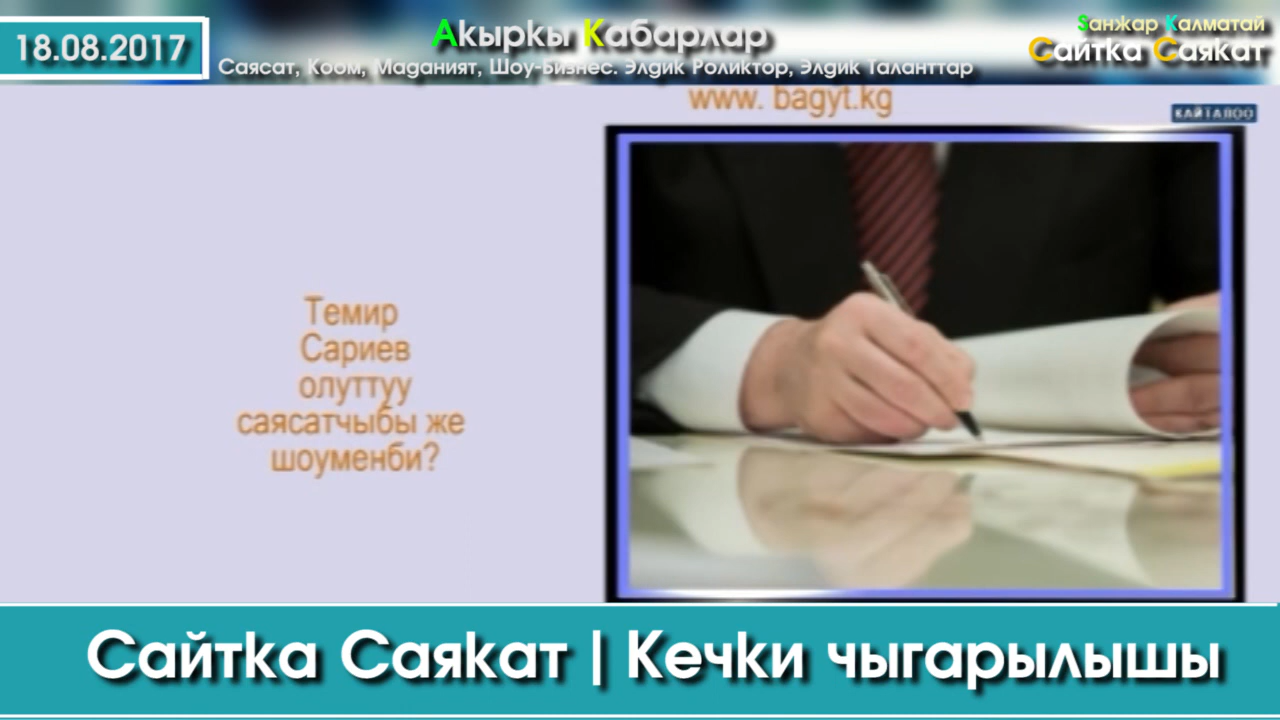 18.08.2017
Акыркы Кабарлар
Саясат, Коом, Маданият, Шоу-Бизнес. Элдик Роликтор, Элдик Таланттар
Sанжар Калматай
Сайтка Саякат
www. bagyt.kg
КАЙТАЛОО
Темир
Сариев
олуттуу
саясатчыбы же
шоуменби?
Сайтка Саякат | Кечки чыгарылышы